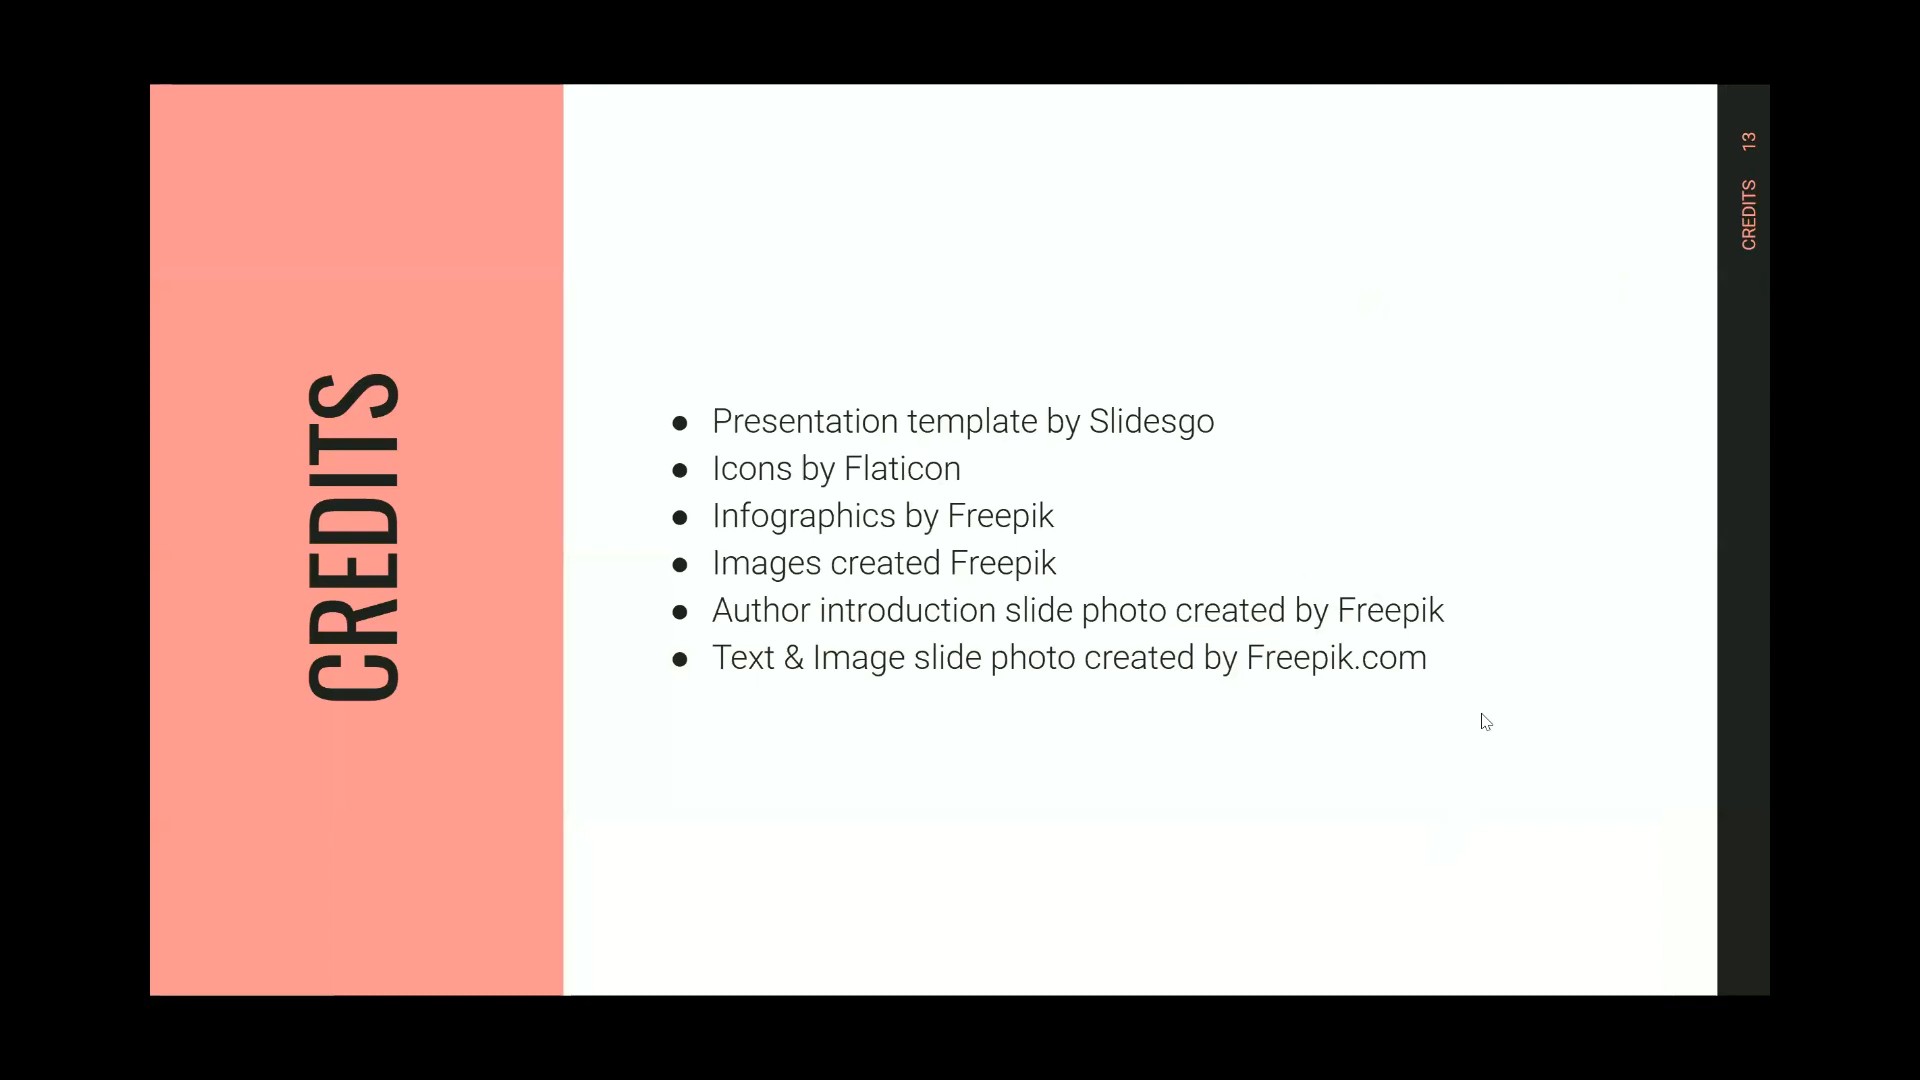 CREDITS
Presentation template by Slidesgo
Icons by Flaticon
Infographics by Freepik
Images created Freepik
Author introduction slide photo created by Freepik
Text & Image slide photo created by Freepik.com
CREDITS 13